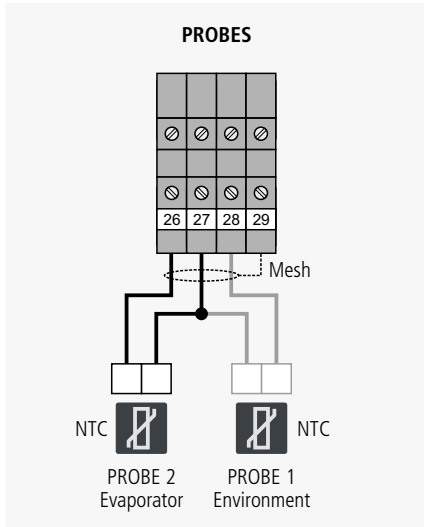 PROBES
26 27 28 29
Mesh
NTC NTC
PROBE 2 PROBE 1
Evaporator Environment